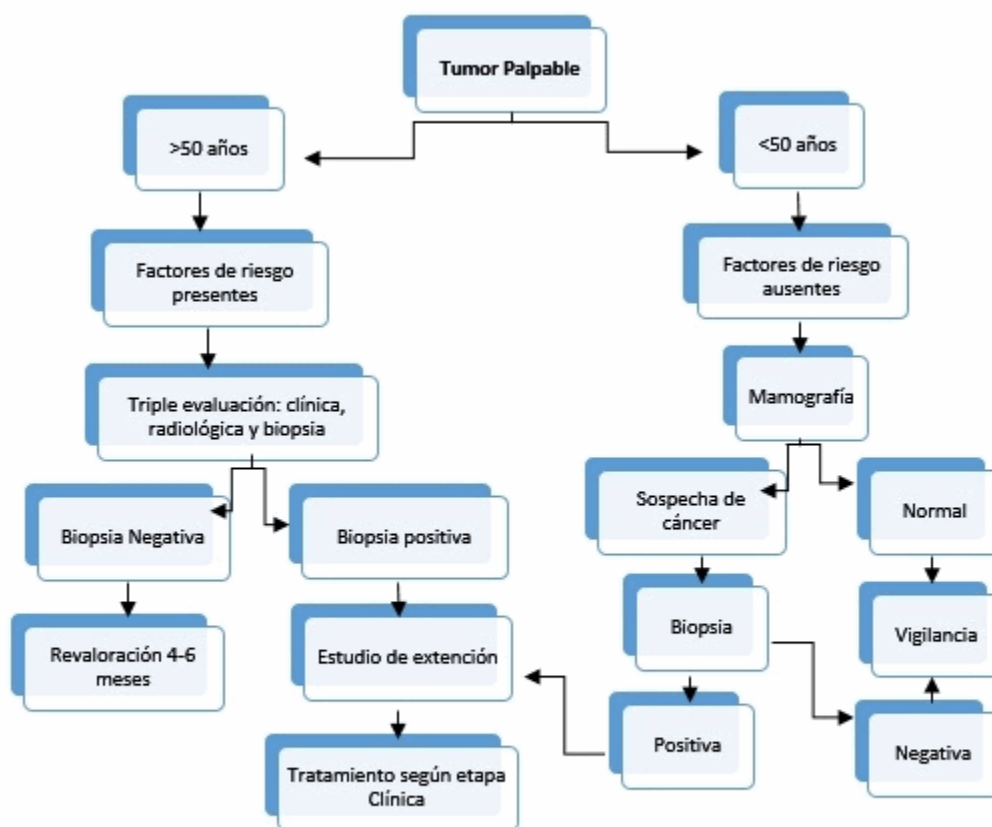 Tumor Palpable
>50 años
<50 años
Factores de riesgo
presentes
Factores de riesgo
ausentes
Triple evaluación: clínica,
radiológica y biopsia
Mamografía
Biopsia Negativa
Biopsia positiva
Sospecha de
cáncer
Normal
Revaloración 4-6
meses
Estudio de extención
Biopsia
Vigilancia
Tratamiento según etapa
Clínica
Positiva
Negativa